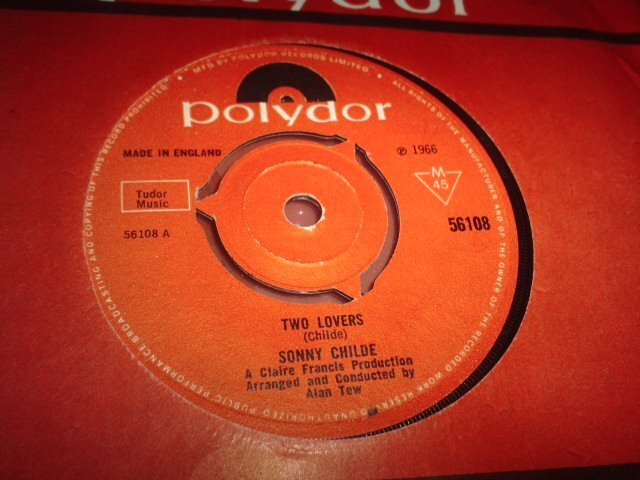 polydor
MFD BY POLYDOR RECORDS LIMITED ALL RIGHTS OF THE MANUFACTURER AND OF THE OWNER OF THE RECORDED WORK RESERVED UNAUTHORIZED PUBLIC PERFORMANCE BROADCASTING AND COPYING OF THIS RECORD PROHIBITED
polydor
MADE IN ENGLAND
℗ 1966
Tudor
Music
M
45
56108 A
56108
TWO LOVERS
(Childe)
SONNY CHILDE
A Claire Francis Production
Arranged and Conducted by
Alan Tew